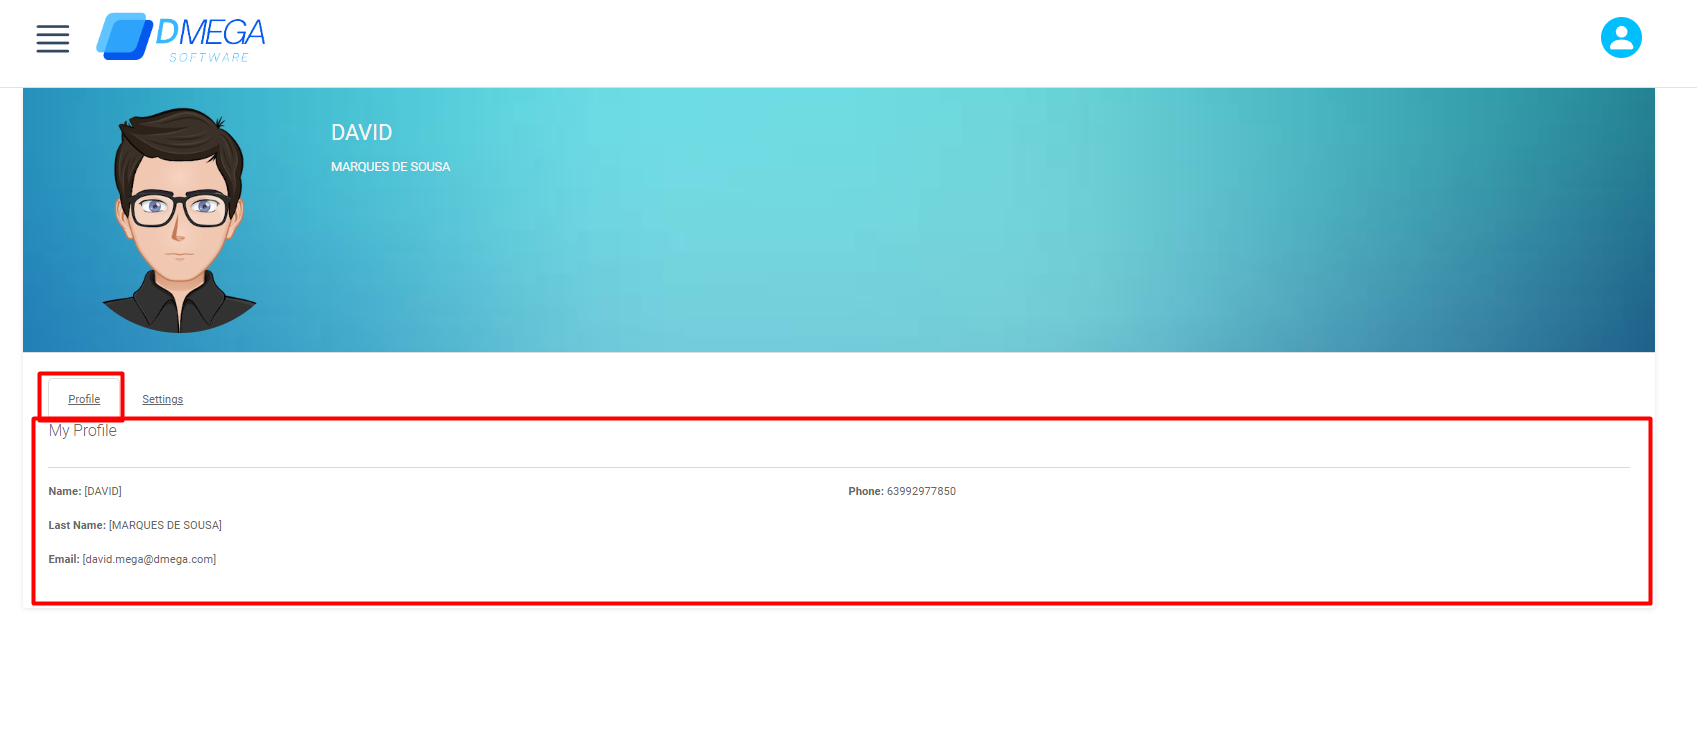 DMEGA
SOFTWARE
DAVID
MARQUES DE SOUSA
Profile
Settings
My Profile
Name: [DAVID]
Phone: 63992977850
Last Name: [MARQUES DE SOUSA]
Email: [david.mega@dmega.com]